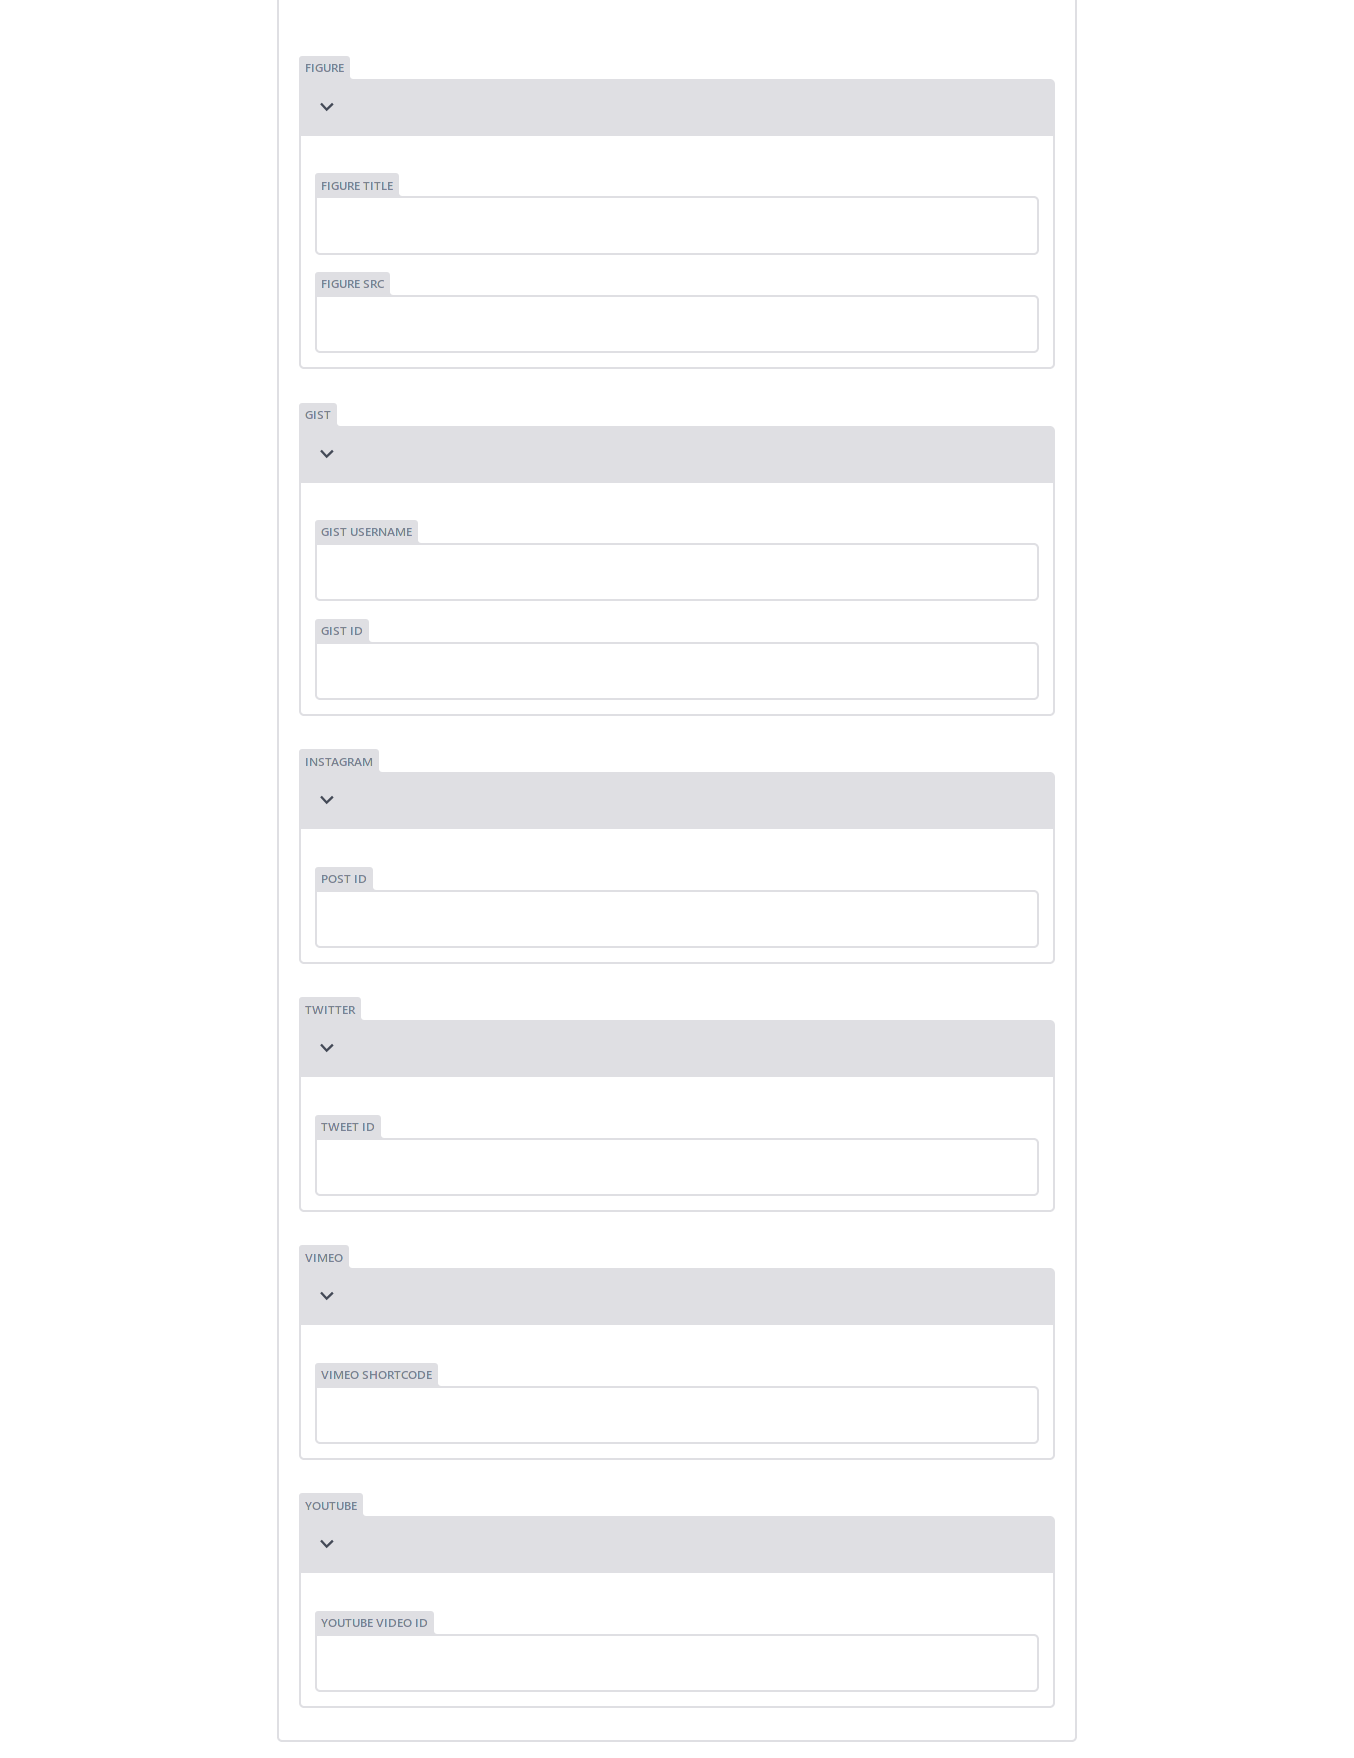 FIGURE
FIGURE TITLE
FIGURE SRC
GIST
GIST USERNAME
GIST ID
INSTAGRAM
POST ID
TWITTER
TWEET ID
VIMEO
VIMEO SHORTCODE
YOUTUBE
YOUTUBE VIDEO ID